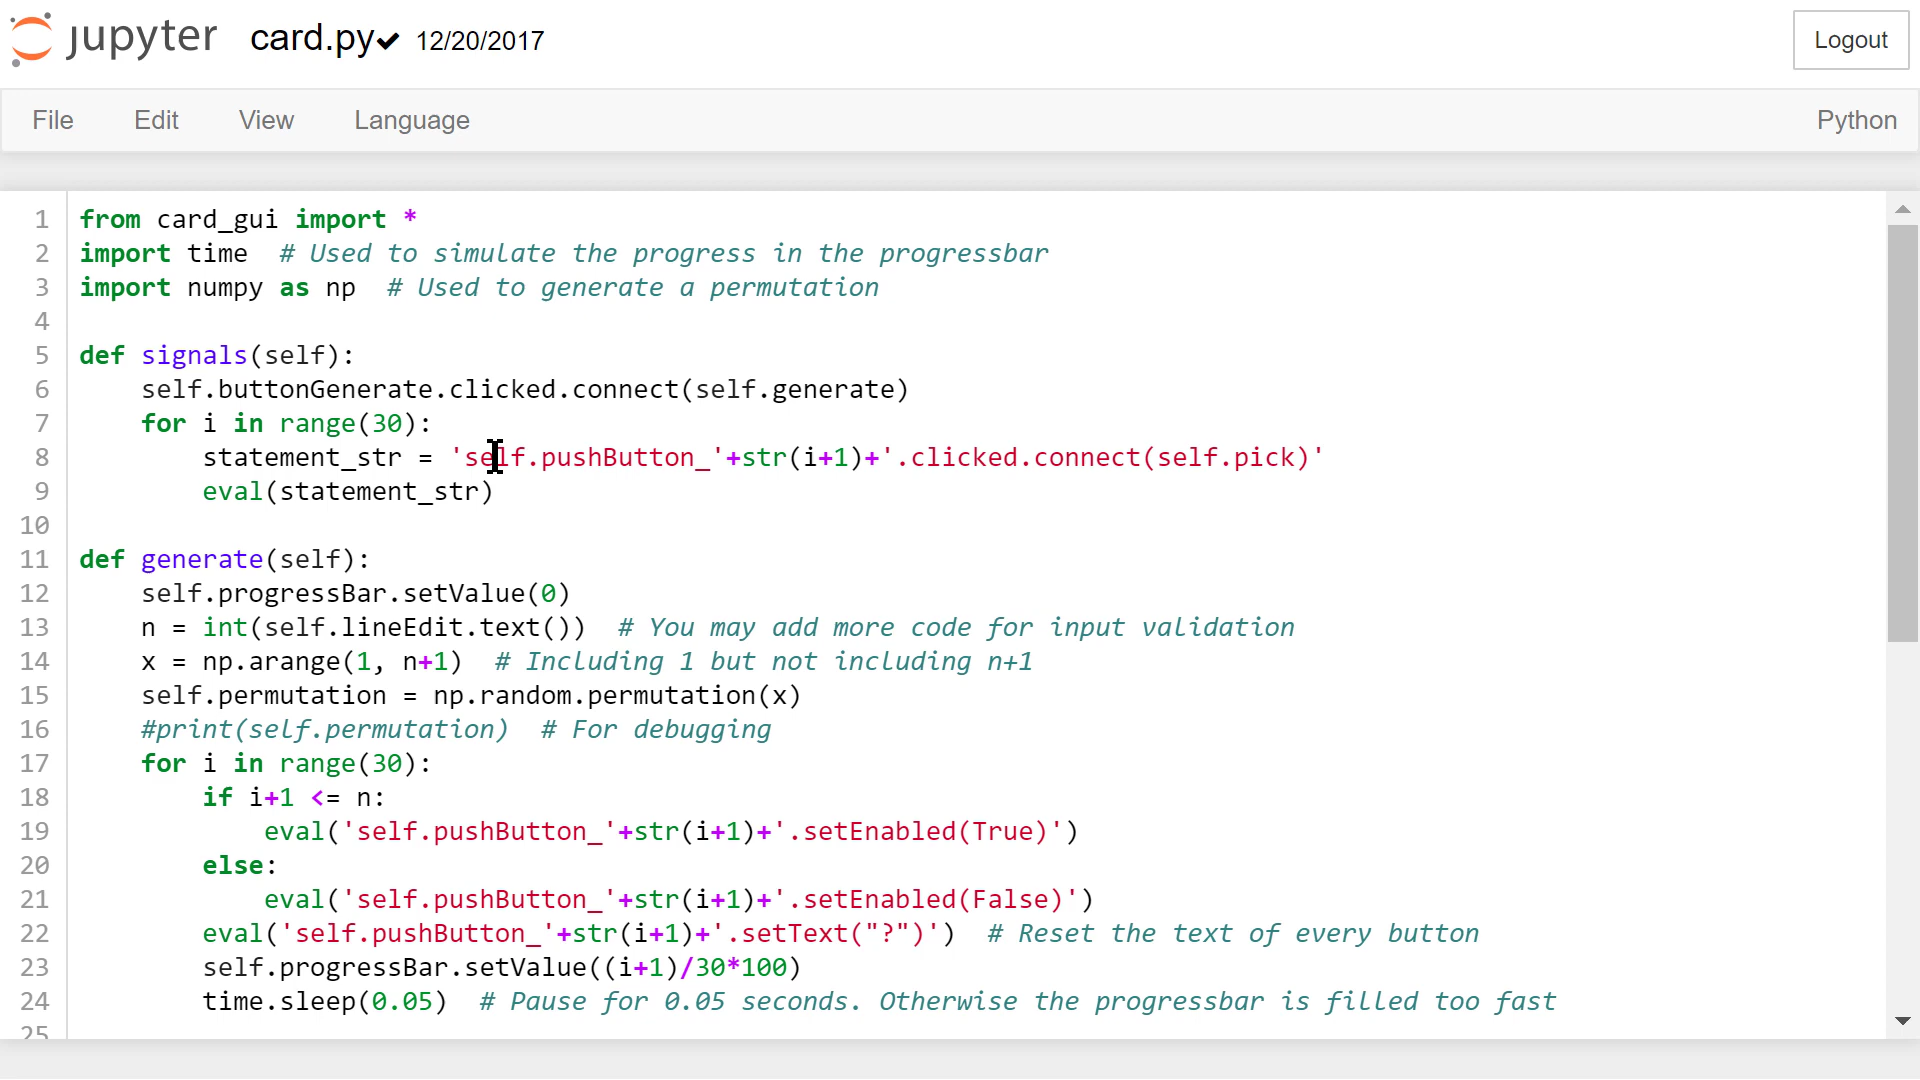 jupyter card.py✔ 12/20/2017 Logout
File Edit View Language Python
1 from card_gui import *
2 import time  # Used to simulate the progress in the progressbar
3 import numpy as np  # Used to generate a permutation
4
5 def signals(self):
6     self.buttonGenerate.clicked.connect(self.generate)
7     for i in range(30):
8         statement_str = 'self.pushButton_'+str(i+1)+'.clicked.connect(self.pick)'
9         eval(statement_str)
10
11 def generate(self):
12     self.progressBar.setValue(0)
13     n = int(self.lineEdit.text())  # You may add more code for input validation
14     x = np.arange(1, n+1)  # Including 1 but not including n+1
15     self.permutation = np.random.permutation(x)
16     #print(self.permutation)  # For debugging
17     for i in range(30):
18         if i+1 <= n:
19             eval('self.pushButton_'+str(i+1)+'.setEnabled(True)')
20         else:
21             eval('self.pushButton_'+str(i+1)+'.setEnabled(False)')
22         eval('self.pushButton_'+str(i+1)+'.setText("?")')  # Reset the text of every button
23         self.progressBar.setValue((i+1)/30*100)
24         time.sleep(0.05)  # Pause for 0.05 seconds. Otherwise the progressbar is filled too fast
25